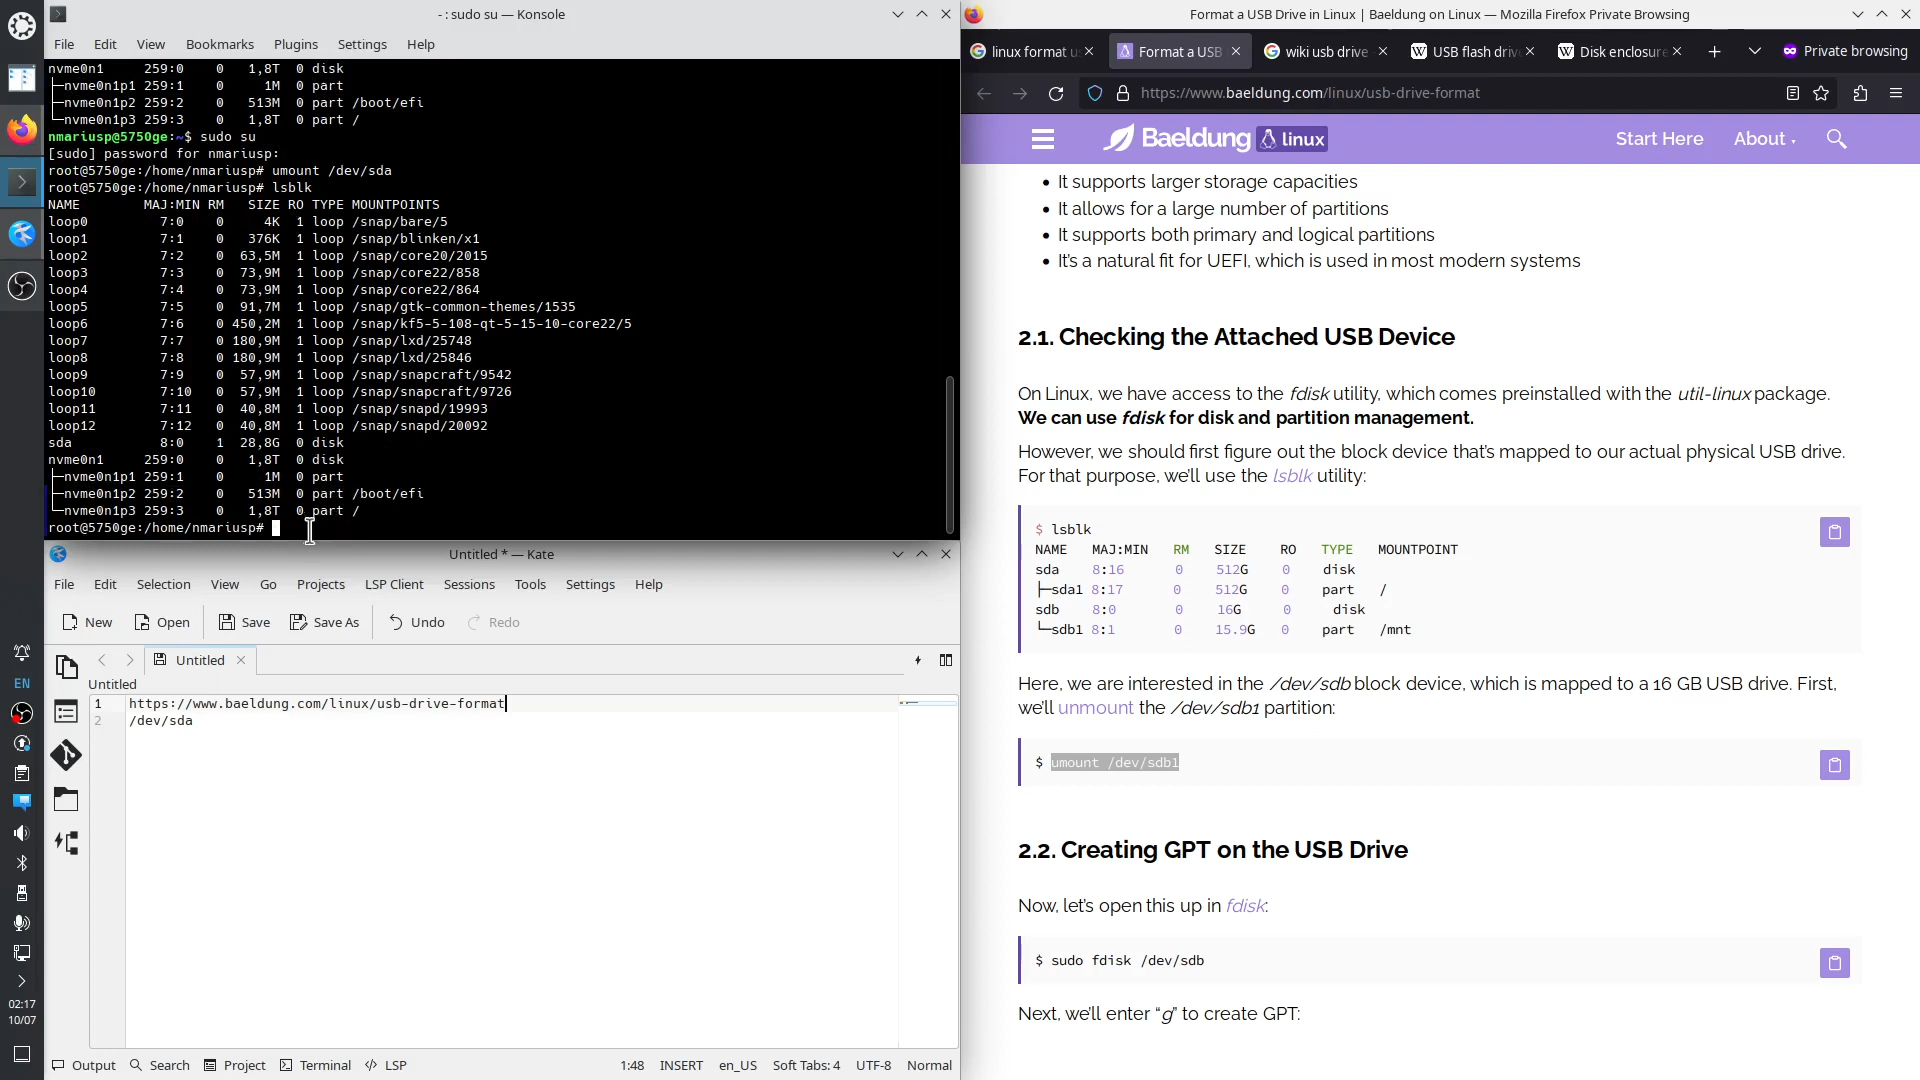 - : sudo su — Konsole
File Edit View Bookmarks Plugins Settings Help
nvme0n1 259:0 0 1,8T 0 disk
├─nvme0n1p1 259:1 0 1M 0 part
├─nvme0n1p2 259:2 0 513M 0 part /boot/efi
└─nvme0n1p3 259:3 0 1,8T 0 part /
nmariusp@5750ge:~$ sudo su
[sudo] password for nmariusp:
root@5750ge:/home/nmariusp# umount /dev/sda
root@5750ge:/home/nmariusp# lsblk
NAME MAJ:MIN RM SIZE RO TYPE MOUNTPOINTS
loop0 7:0 0 4K 1 loop /snap/bare/5
loop1 7:1 0 376K 1 loop /snap/blinken/x1
loop2 7:2 0 63,5M 1 loop /snap/core20/2015
loop3 7:3 0 73,9M 1 loop /snap/core22/858
loop4 7:4 0 73,9M 1 loop /snap/core22/864
loop5 7:5 0 91,7M 1 loop /snap/gtk-common-themes/1535
loop6 7:6 0 450,2M 1 loop /snap/kf5-5-108-qt-5-15-10-core22/5
loop7 7:7 0 180,9M 1 loop /snap/lxd/25748
loop8 7:8 0 180,9M 1 loop /snap/lxd/25846
loop9 7:9 0 57,9M 1 loop /snap/snapcraft/9542
loop10 7:10 0 57,9M 1 loop /snap/snapcraft/9726
loop11 7:11 0 40,8M 1 loop /snap/snapd/19993
loop12 7:12 0 40,8M 1 loop /snap/snapd/20092
sda 8:0 1 28,8G 0 disk
nvme0n1 259:0 0 1,8T 0 disk
├─nvme0n1p1 259:1 0 1M 0 part
├─nvme0n1p2 259:2 0 513M 0 part /boot/efi
└─nvme0n1p3 259:3 0 1,8T 0 part /
root@5750ge:/home/nmariusp#
Untitled * — Kate
File Edit Selection View Go Projects LSP Client Sessions Tools Settings Help
New Open Save Save As Undo Redo
Untitled
Untitled
1 https://www.baeldung.com/linux/usb-drive-format
2 /dev/sda
Output Search Project Terminal LSP 1:48 INSERT en_US Soft Tabs: 4 UTF-8 Normal
EN
02:17
10/07
Format a USB Drive in Linux | Baeldung on Linux — Mozilla Firefox Private Browsing
linux format us Format a USB wiki usb drive USB flash drive Disk enclosure Private browsing
https://www.baeldung.com/linux/usb-drive-format
Baeldung linux Start Here About
• It supports larger storage capacities
• It allows for a large number of partitions
• It supports both primary and logical partitions
• It's a natural fit for UEFI, which is used in most modern systems
2.1. Checking the Attached USB Device
On Linux, we have access to the fdisk utility, which comes preinstalled with the util-linux package.
We can use fdisk for disk and partition management.
However, we should first figure out the block device that's mapped to our actual physical USB drive.
For that purpose, we'll use the lsblk utility:
$ lsblk
NAME MAJ:MIN RM SIZE RO TYPE MOUNTPOINT
sda 8:16 0 512G 0 disk
├─sda1 8:17 0 512G 0 part /
sdb 8:0 0 16G 0 disk
└─sdb1 8:1 0 15.9G 0 part /mnt
Here, we are interested in the /dev/sdb block device, which is mapped to a 16 GB USB drive. First,
we'll unmount the /dev/sdb1 partition:
$ umount /dev/sdb1
2.2. Creating GPT on the USB Drive
Now, let's open this up in fdisk:
$ sudo fdisk /dev/sdb
Next, we'll enter “g” to create GPT: